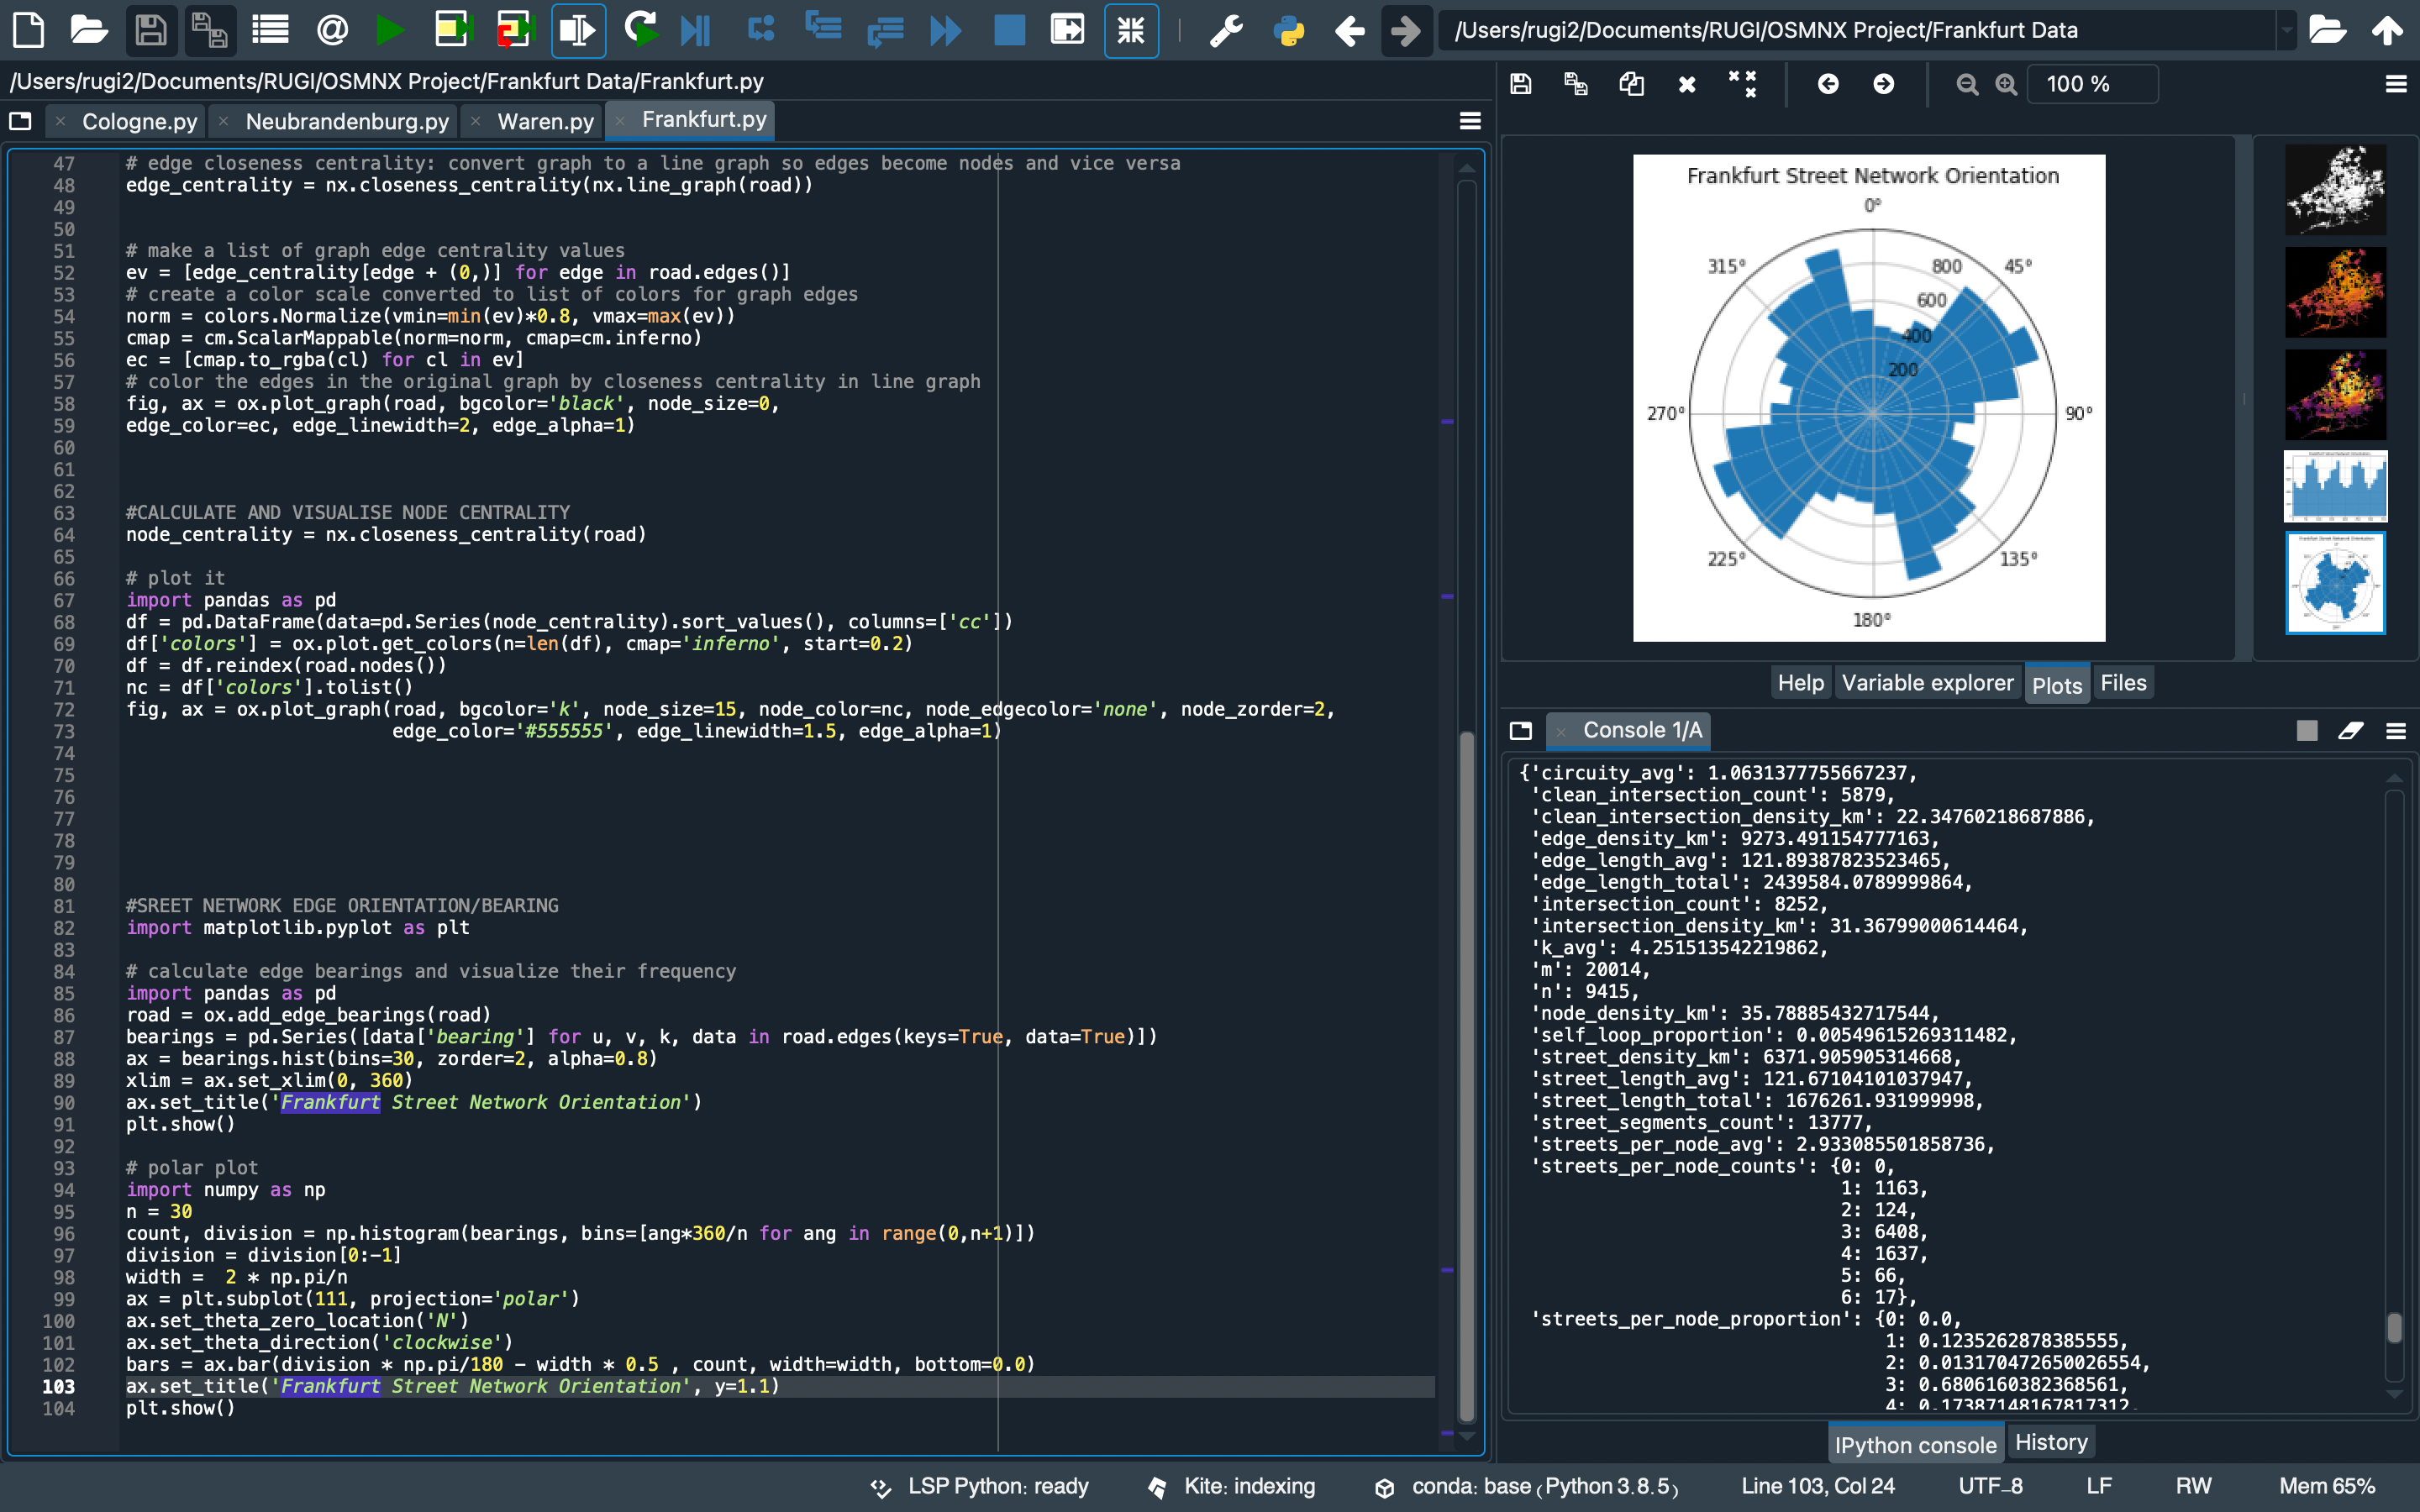 /Users/rugi2/Documents/RUGI/OSMNX Project/Frankfurt Data
/Users/rugi2/Documents/RUGI/OSMNX Project/Frankfurt Data/Frankfurt.py
Cologne.py Neubrandenburg.py Waren.py Frankfurt.py
47 # edge closeness centrality: convert graph to a line graph so edges become nodes and vice versa
48 edge_centrality = nx.closeness_centrality(nx.line_graph(road))
49
50
51 # make a list of graph edge centrality values
52 ev = [edge_centrality[edge + (0,)] for edge in road.edges()]
53 # create a color scale converted to list of colors for graph edges
54 norm = colors.Normalize(vmin=min(ev)*0.8, vmax=max(ev))
55 cmap = cm.ScalarMappable(norm=norm, cmap=cm.inferno)
56 ec = [cmap.to_rgba(cl) for cl in ev]
57 # color the edges in the original graph by closeness centrality in line graph
58 fig, ax = ox.plot_graph(road, bgcolor='black', node_size=0,
59 edge_color=ec, edge_linewidth=2, edge_alpha=1)
60
61
62
63 #CALCULATE AND VISUALISE NODE CENTRALITY
64 node_centrality = nx.closeness_centrality(road)
65
66 # plot it
67 import pandas as pd
68 df = pd.DataFrame(data=pd.Series(node_centrality).sort_values(), columns=['cc'])
69 df['colors'] = ox.plot.get_colors(n=len(df), cmap='inferno', start=0.2)
70 df = df.reindex(road.nodes())
71 nc = df['colors'].tolist()
72 fig, ax = ox.plot_graph(road, bgcolor='k', node_size=15, node_color=nc, node_edgecolor='none', node_zorder=2,
73 edge_color='#555555', edge_linewidth=1.5, edge_alpha=1)
74
75
76
77
78
79
80
81 #SREET NETWORK EDGE ORIENTATION/BEARING
82 import matplotlib.pyplot as plt
83
84 # calculate edge bearings and visualize their frequency
85 import pandas as pd
86 road = ox.add_edge_bearings(road)
87 bearings = pd.Series([data['bearing'] for u, v, k, data in road.edges(keys=True, data=True)])
88 ax = bearings.hist(bins=30, zorder=2, alpha=0.8)
89 xlim = ax.set_xlim(0, 360)
90 ax.set_title('Frankfurt Street Network Orientation')
91 plt.show()
92
93 # polar plot
94 import numpy as np
95 n = 30
96 count, division = np.histogram(bearings, bins=[ang*360/n for ang in range(0,n+1)])
97 division = division[0:-1]
98 width =  2 * np.pi/n
99 ax = plt.subplot(111, projection='polar')
100 ax.set_theta_zero_location('N')
101 ax.set_theta_direction('clockwise')
102 bars = ax.bar(division * np.pi/180 - width * 0.5 , count, width=width, bottom=0.0)
103 ax.set_title('Frankfurt Street Network Orientation', y=1.1)
104 plt.show()
100 %
Frankfurt Street Network Orientation
0°
315° 800 45°
600
400
200
270° 90°
225° 135°
180°
Help Variable explorer Plots Files
Console 1/A
{'circuity_avg': 1.0631377755667237,
'clean_intersection_count': 5879,
'clean_intersection_density_km': 22.34760218687886,
'edge_density_km': 9273.491154777163,
'edge_length_avg': 121.89387823523465,
'edge_length_total': 2439584.0789999864,
'intersection_count': 8252,
'intersection_density_km': 31.36799000614464,
'k_avg': 4.251513542219862,
'm': 20014,
'n': 9415,
'node_density_km': 35.78885432717544,
'self_loop_proportion': 0.00549615269311482,
'street_density_km': 6371.905905314668,
'street_length_avg': 121.67104101037947,
'street_length_total': 1676261.931999998,
'street_segments_count': 13777,
'streets_per_node_avg': 2.933085501858736,
'streets_per_node_counts': {0: 0,
1: 1163,
2: 124,
3: 6408,
4: 1637,
5: 66,
6: 17},
'streets_per_node_proportion': {0: 0.0,
1: 0.1235262878385555,
2: 0.013170472650026554,
3: 0.6806160382368561,
4: 0.17387148167817312,
IPython console History
LSP Python: ready Kite: indexing conda: base (Python 3.8.5) Line 103, Col 24 UTF-8 LF RW Mem 65%